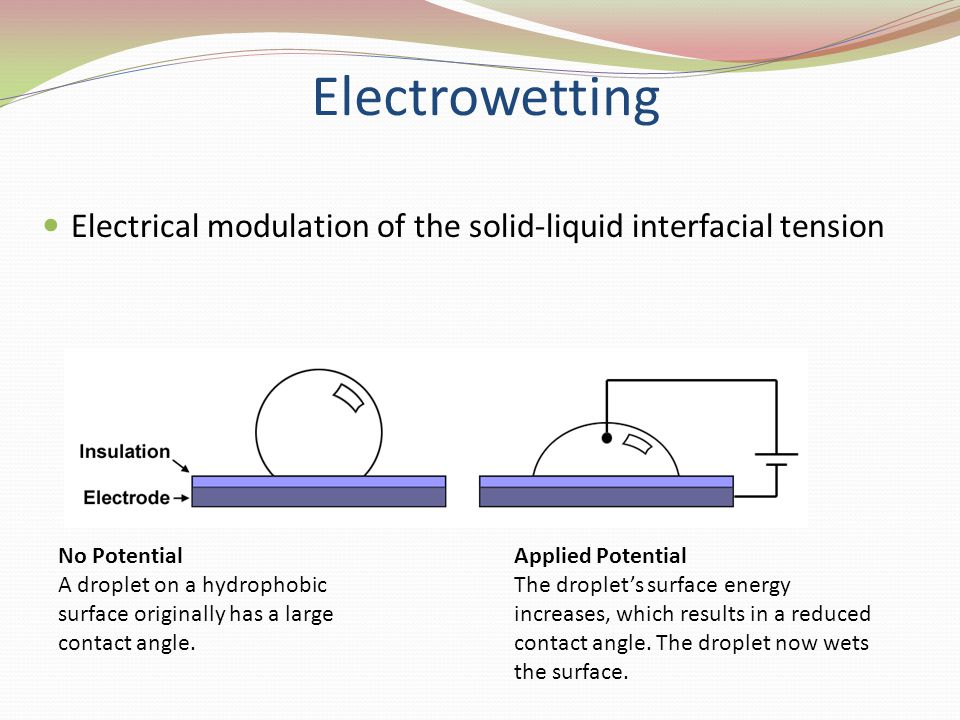 Electrowetting
Electrical modulation of the solid-liquid interfacial tension
Insulation
Electrode
No Potential
A droplet on a hydrophobic
surface originally has a large
contact angle.
Applied Potential
The droplet’s surface energy
increases, which results in a reduced
contact angle. The droplet now wets
the surface.